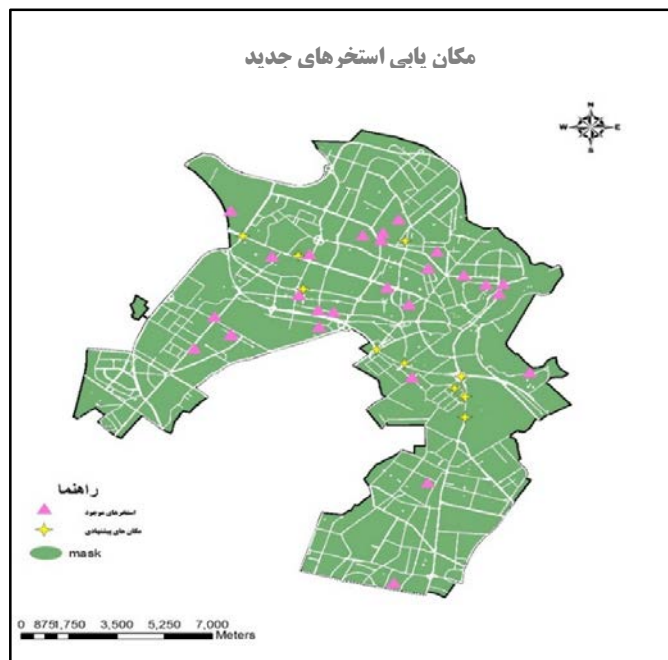 مکان یابی استخرهای جدید
N
W E
S
راهنما
استخرهای موجود
مکان های پیشنهادی
mask
0 875 1,750 3,500 5,250 7,000
Meters